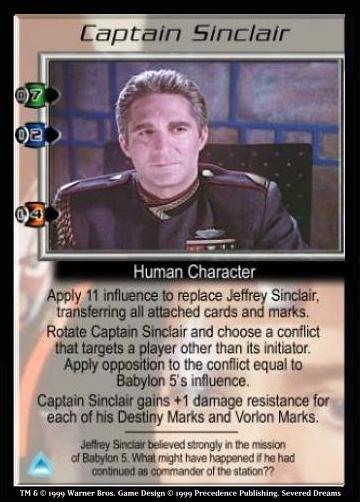 Captain Sinclair
7
2
4
Human Character
Apply 11 influence to replace Jeffrey Sinclair,
transferring all attached cards and marks.
Rotate Captain Sinclair and choose a conflict
that targets a player other than its initiator.
Apply opposition to the conflict equal to
Babylon 5's influence.
Captain Sinclair gains +1 damage resistance for
each of his Destiny Marks and Vorlon Marks.
Jeffrey Sinclair believed strongly in the mission
of Babylon 5. What might have happened if he had
continued as commander of the station??
TM & © 1999 Warner Bros. Game Design © 1999 Precedence Publishing. Severed Dreams